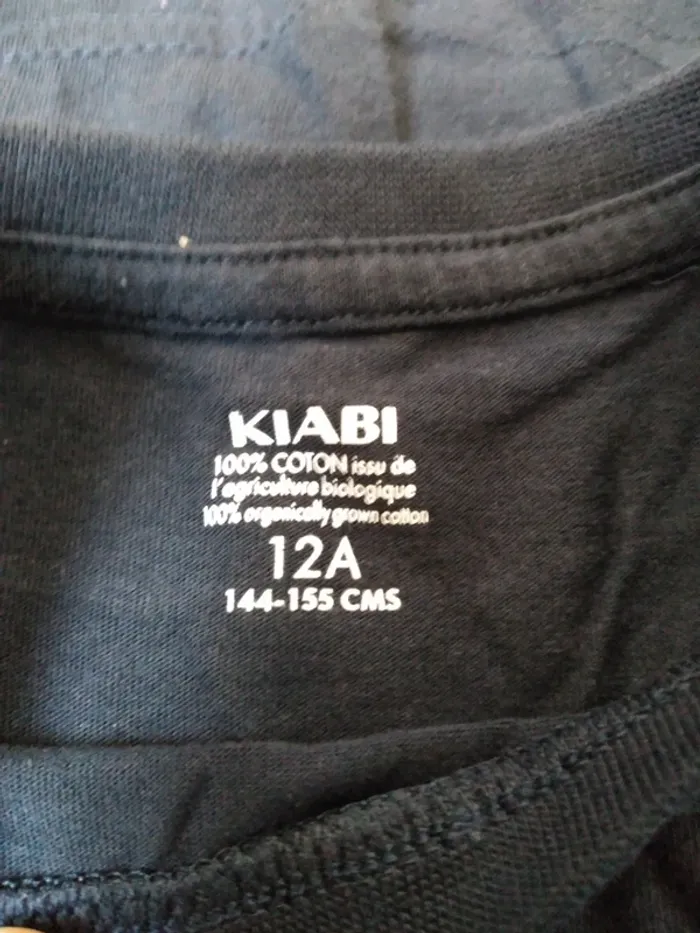 KIABI
100% COTON issu de
l'agriculture biologique
100% organically grown cotton
12A
144-155 CMS